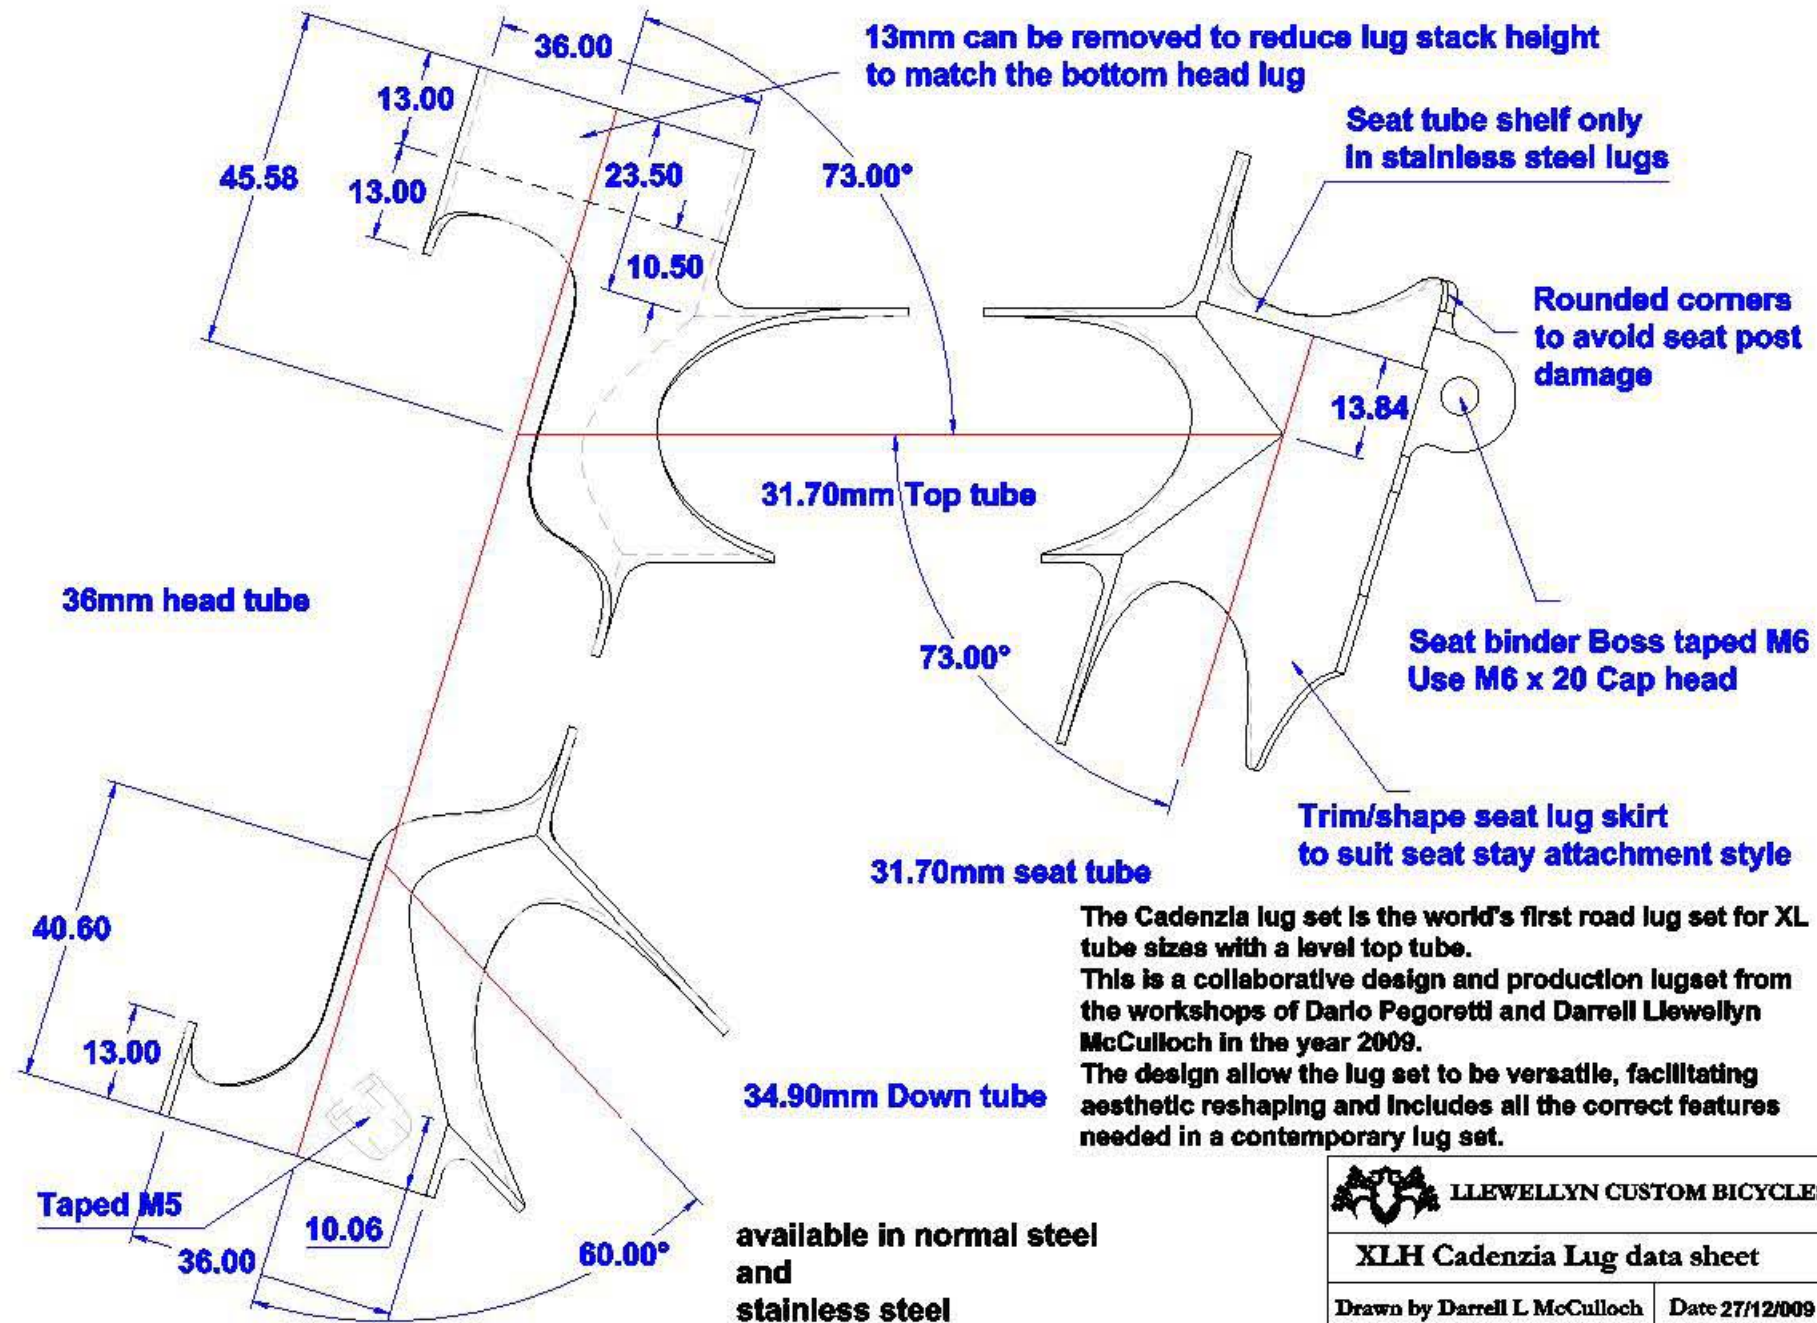 36.00
13mm can be removed to reduce lug stack height
to match the bottom head lug
13.00
Seat tube shelf only
in stainless steel lugs
45.58
13.00
23.50
73.00°
10.50
Rounded corners
to avoid seat post
damage
13.84
31.70mm Top tube
36mm head tube
73.00°
Seat binder Boss taped M6
Use M6 x 20 Cap head
Trim/shape seat lug skirt
to suit seat stay attachment style
31.70mm seat tube
40.60
The Cadenzia lug set is the world's first road lug set for XL
tube sizes with a level top tube.
This is a collaborative design and production lugset from
the workshops of Dario Pegoretti and Darrell Llewellyn
McCulloch in the year 2009.
The design allow the lug set to be versatile, facilitating
aesthetic reshaping and includes all the correct features
needed in a contemporary lug set.
13.00
34.90mm Down tube
Taped M5
10.06
36.00
60.00°
available in normal steel
and
stainless steel
LLEWELLYN CUSTOM BICYCLES
XLH Cadenzia Lug data sheet
Drawn by Darrell L McCulloch
Date 27/12/009